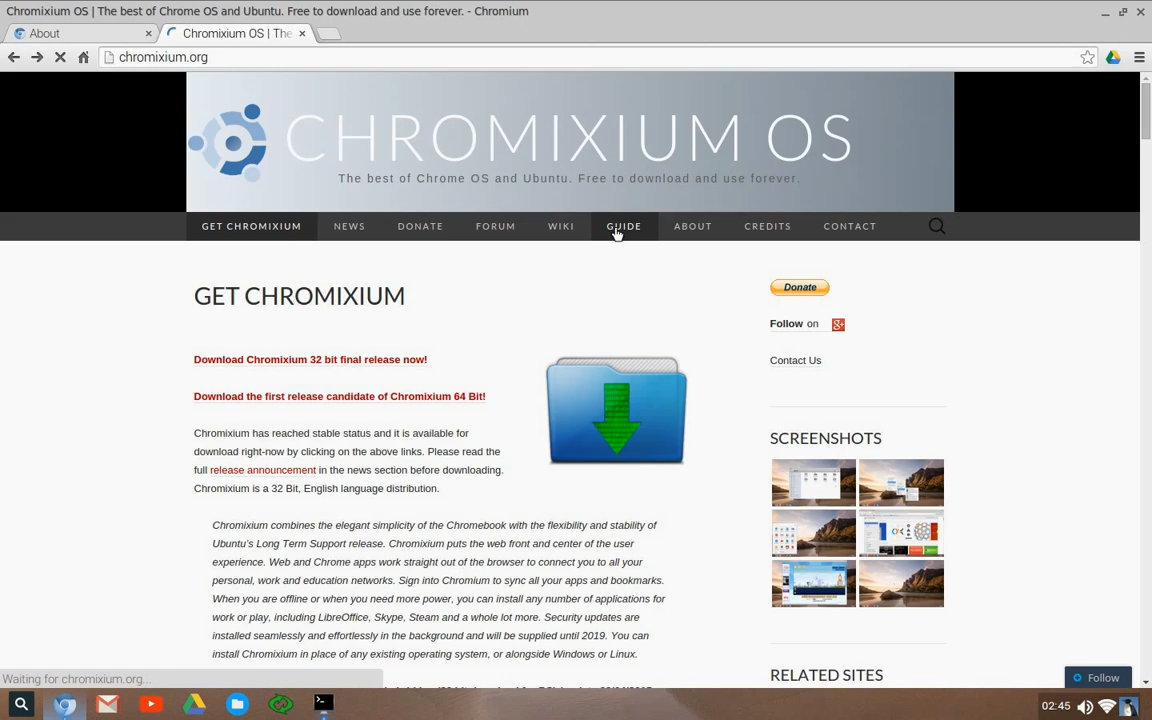 Chromixium OS | The best of Chrome OS and Ubuntu. Free to download and use forever. - Chromium
About
Chromixium OS | The
chromixium.org
CHROMIXIUM OS
The best of Chrome OS and Ubuntu. Free to download and use forever.
GET CHROMIXIUM NEWS DONATE FORUM WIKI GUIDE ABOUT CREDITS CONTACT
GET CHROMIXIUM
Download Chromixium 32 bit final release now!
Download the first release candidate of Chromixium 64 Bit!
Chromixium has reached stable status and it is available for
download right-now by clicking on the above links. Please read the
full release announcement in the news section before downloading.
Chromixium is a 32 Bit, English language distribution.
Chromixium combines the elegant simplicity of the Chromebook with the flexibility and stability of
Ubuntu's Long Term Support release. Chromixium puts the web front and center of the user
experience. Web and Chrome apps work straight out of the browser to connect you to all your
personal, work and education networks. Sign into Chromium to sync all your apps and bookmarks.
When you are offline or when you need more power, you can install any number of applications for
work or play, including LibreOffice, Skype, Steam and a whole lot more. Security updates are
installed seamlessly and effortlessly in the background and will be supplied until 2019. You can
install Chromixium in place of any existing operating system, or alongside Windows or Linux.
Donate
Follow on
Contact Us
SCREENSHOTS
RELATED SITES
Follow
Waiting for chromixium.org...
02:45